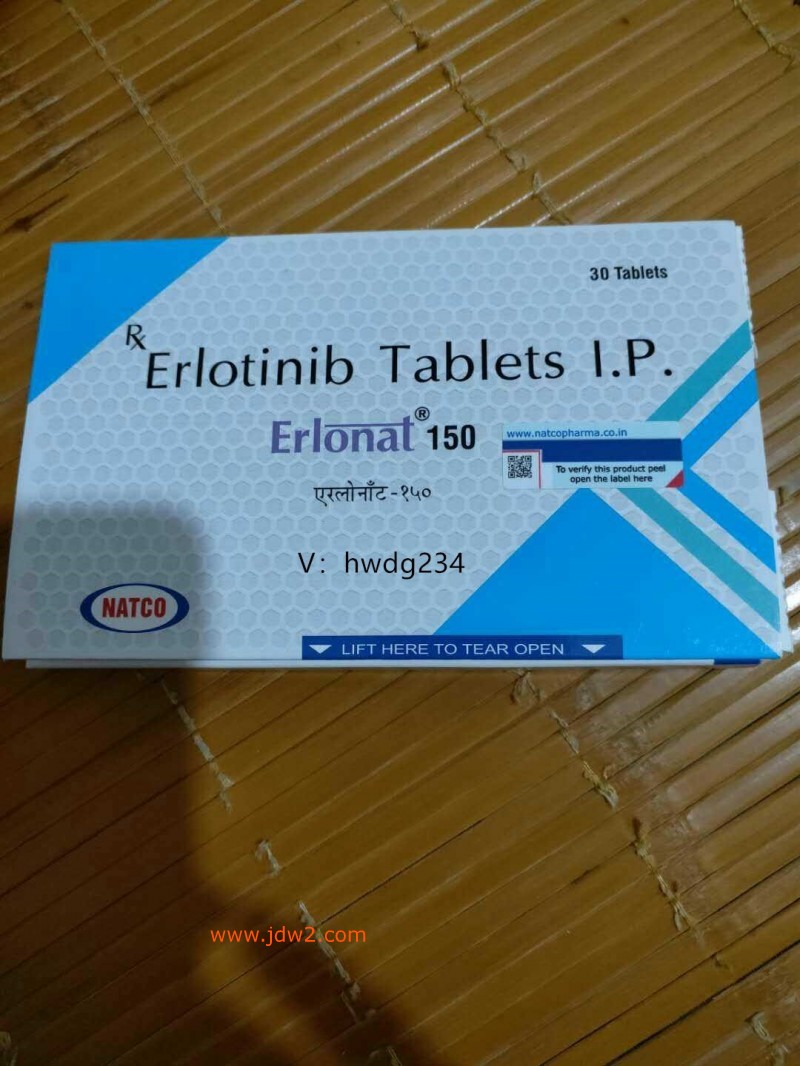 30 Tablets
Rx Erlotinib Tablets I.P.
Erlonat® 150
www.natcopharma.co.in
To verify this product peel
open the label here
एरलोनाँट-१५०
V: hwdg234
NATCO
LIFT HERE TO TEAR OPEN
www.jdw2.com